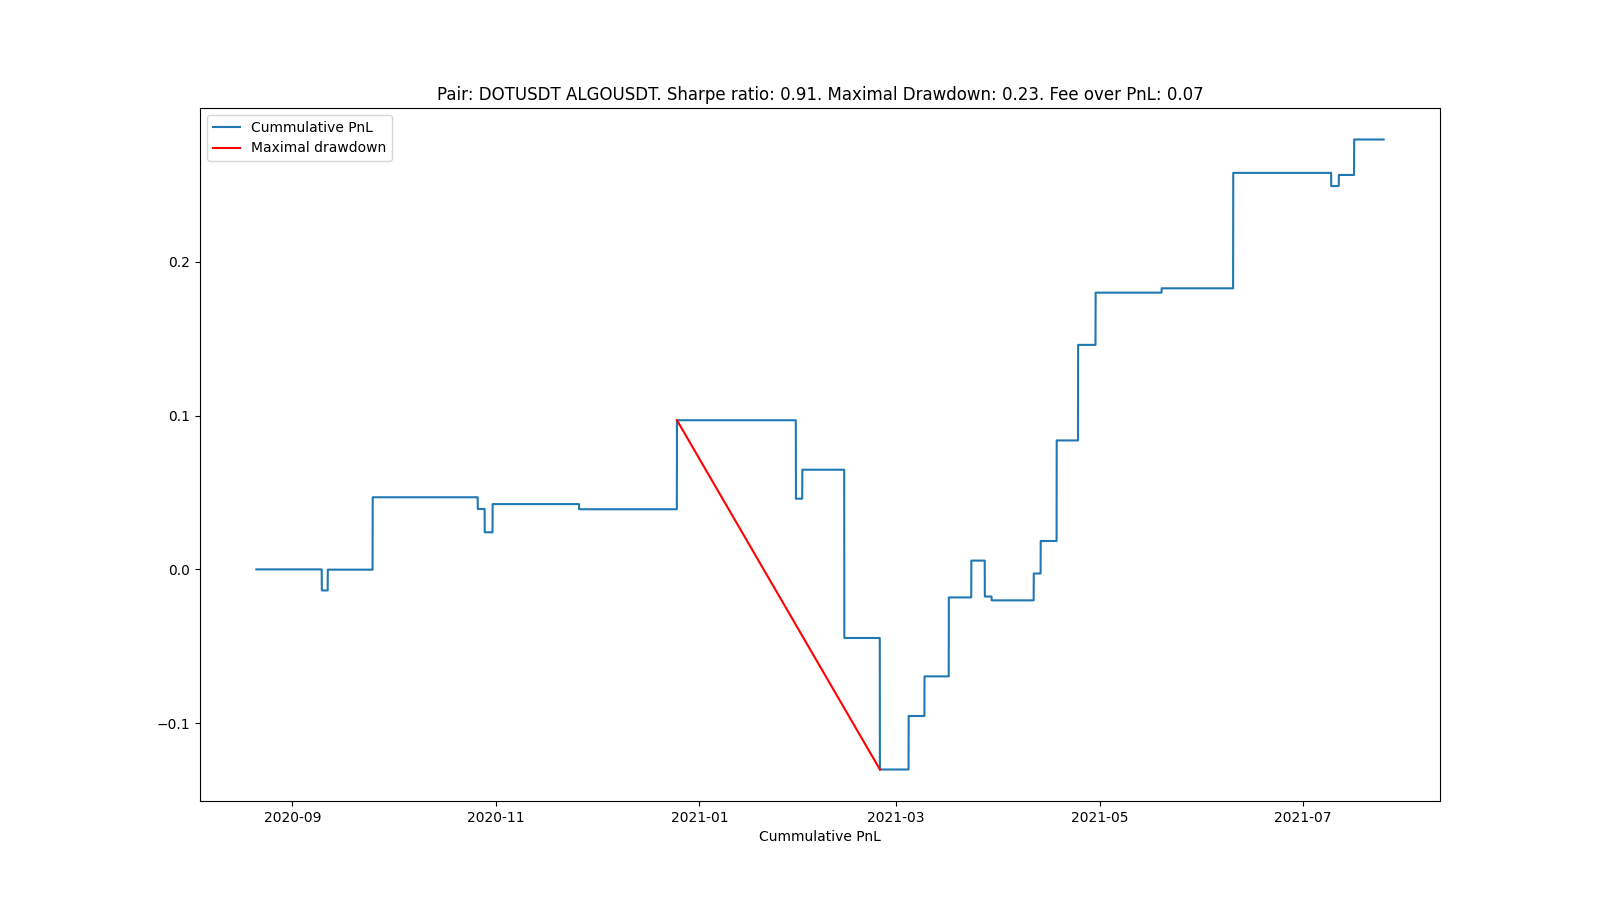 Pair: DOTUSDT ALGOUSDT. Sharpe ratio: 0.91. Maximal Drawdown: 0.23. Fee over PnL: 0.07
Cummulative PnL
Maximal drawdown
0.2
0.1
0.0
−0.1
2020-09 2020-11 2021-01 2021-03 2021-05 2021-07
Cummulative PnL